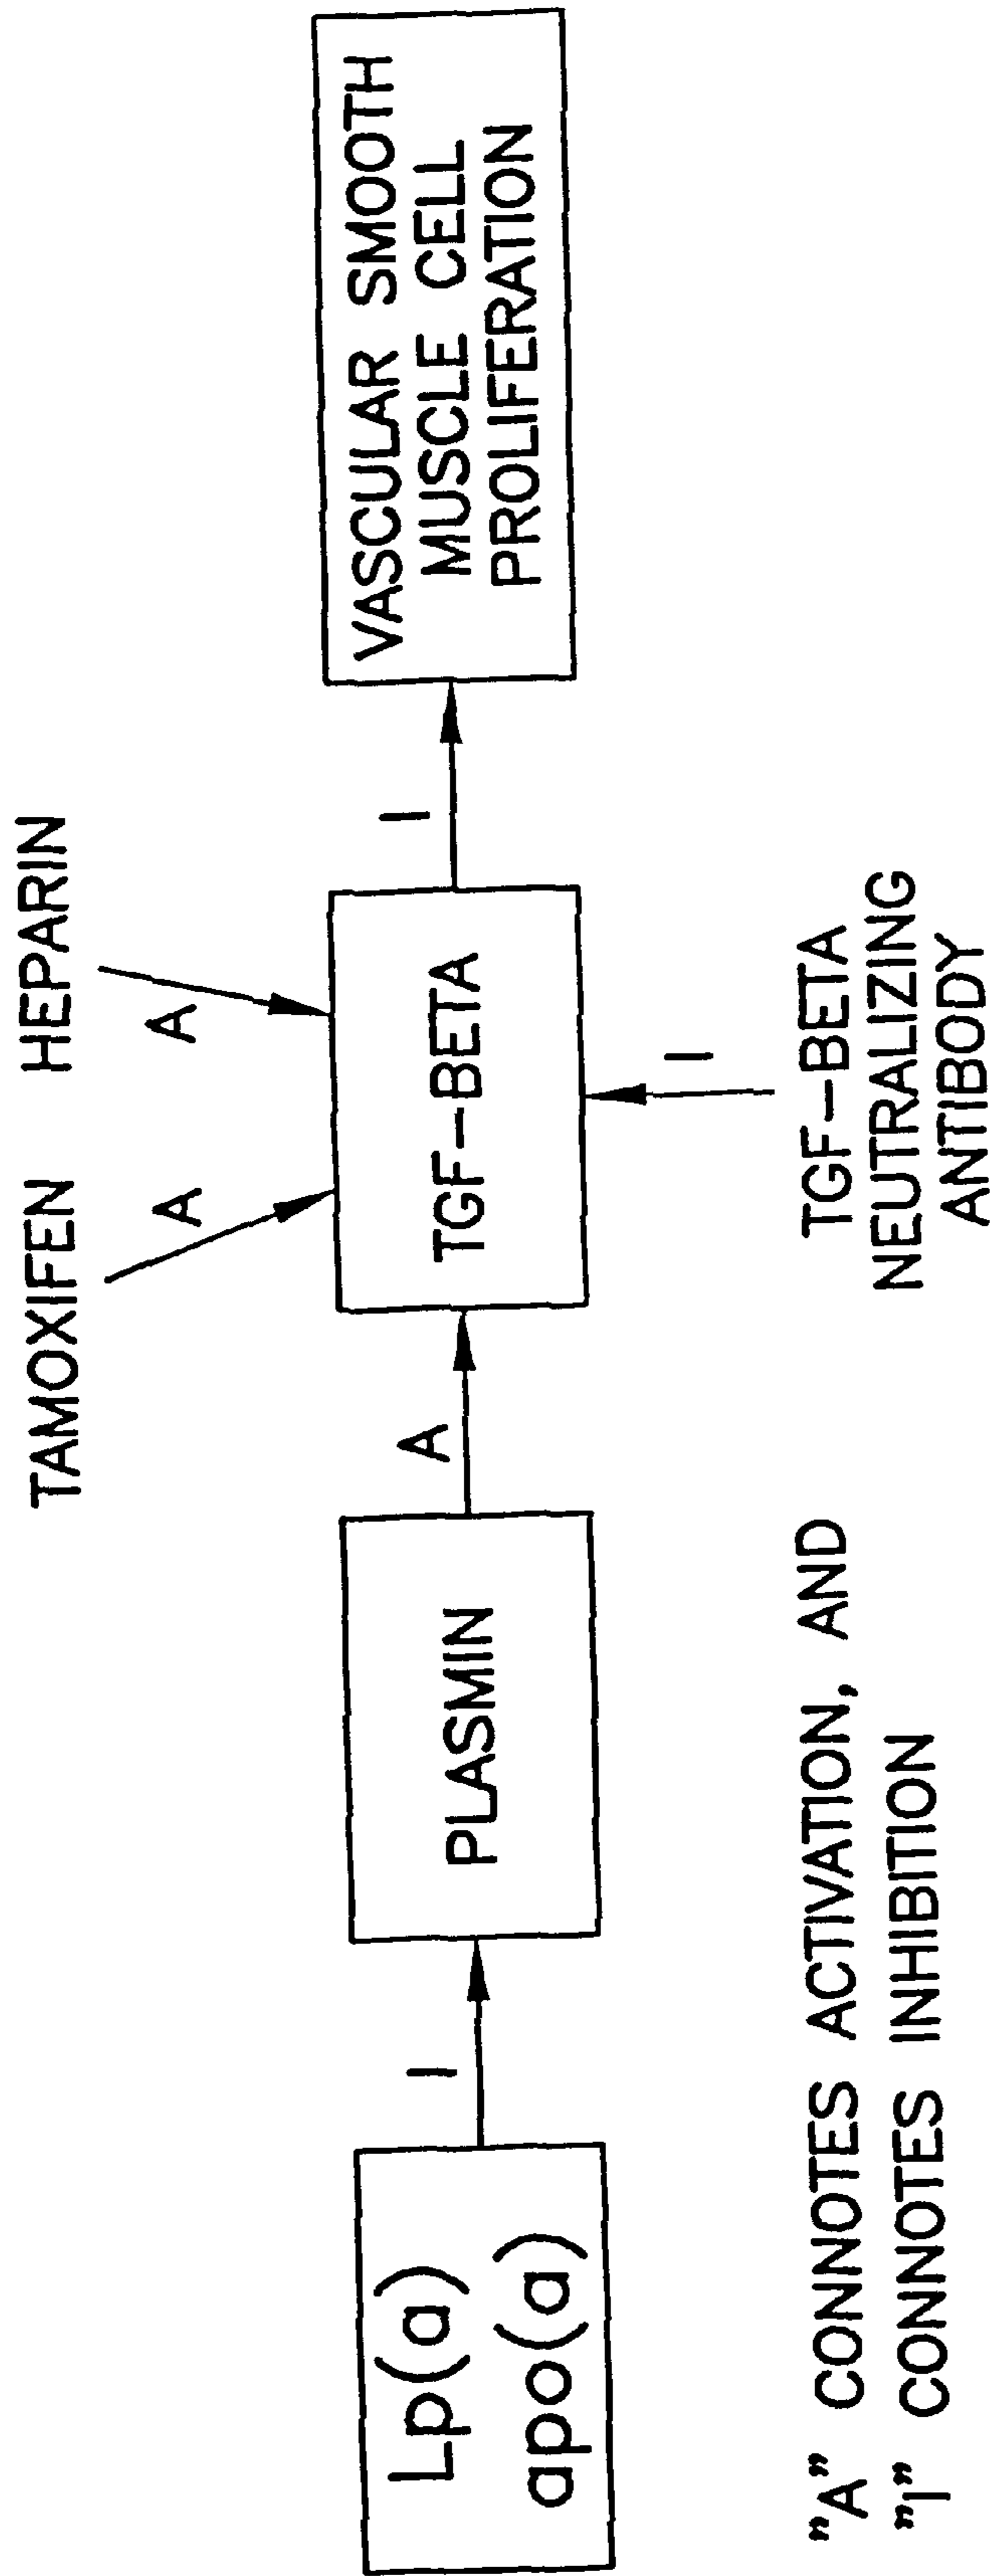 TAMOXIFEN
HEPARIN
A
A
Lp(a)
apo(a)
I
PLASMIN
A
TGF-BETA
I
VASCULAR SMOOTH
MUSCLE CELL
PROLIFERATION
I
TGF-BETA
NEUTRALIZING
ANTIBODY
"A" CONNOTES ACTIVATION, AND
"I" CONNOTES INHIBITION